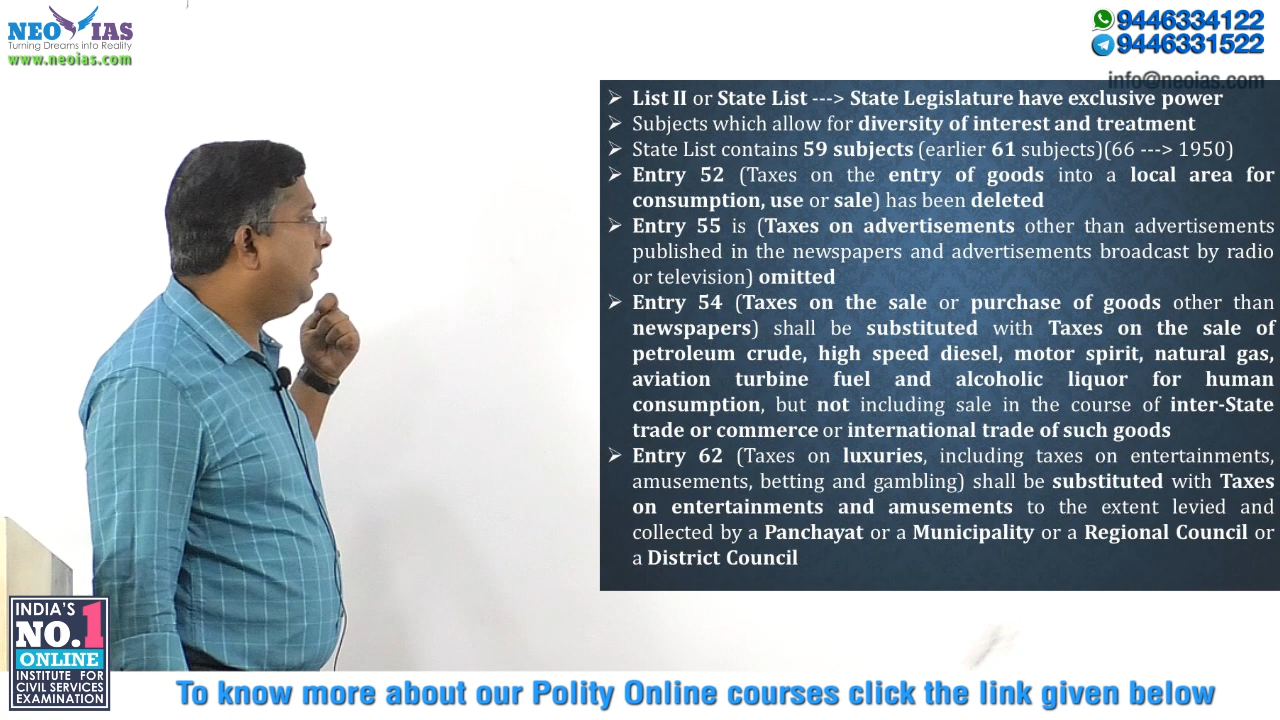 NEO IAS
Turning Dreams into Reality
www.neoias.com
9446334122
9446331522
info@neoias.com
➢ List II or State List ---> State Legislature have exclusive power
➢ Subjects which allow for diversity of interest and treatment
➢ State List contains 59 subjects (earlier 61 subjects)(66 ---> 1950)
➢ Entry 52 (Taxes on the entry of goods into a local area for
consumption, use or sale) has been deleted
➢ Entry 55 is (Taxes on advertisements other than advertisements
published in the newspapers and advertisements broadcast by radio
or television) omitted
➢ Entry 54 (Taxes on the sale or purchase of goods other than
newspapers) shall be substituted with Taxes on the sale of
petroleum crude, high speed diesel, motor spirit, natural gas,
aviation turbine fuel and alcoholic liquor for human
consumption, but not including sale in the course of inter-State
trade or commerce or international trade of such goods
➢ Entry 62 (Taxes on luxuries, including taxes on entertainments,
amusements, betting and gambling) shall be substituted with Taxes
on entertainments and amusements to the extent levied and
collected by a Panchayat or a Municipality or a Regional Council or
a District Council
INDIA'S
NO.1
ONLINE
INSTITUTE FOR
CIVIL SERVICES
EXAMINATION
To know more about our Polity Online courses click the link given below